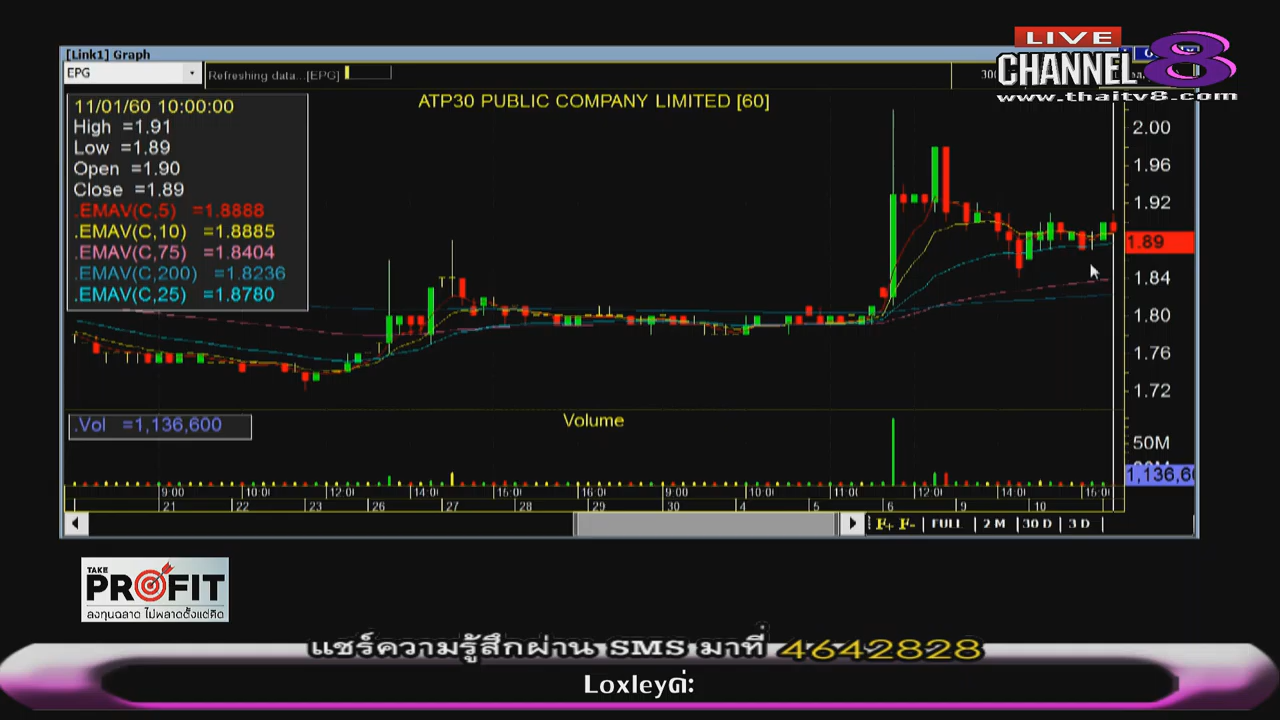 LIVE
CHANNEL 8
www.thaitv8.com
[Link1] Graph
EPG
Refreshing data... [EPG]
ATP30 PUBLIC COMPANY LIMITED [60]
11/01/60 10:00:00
High =1.91
Low =1.89
Open =1.90
Close =1.89
.EMAV(C,5) =1.8888
.EMAV(C,10) =1.8885
.EMAV(C,75) =1.8404
.EMAV(C,200) =1.8236
.EMAV(C,25) =1.8780
2.00
1.96
1.92
1.89
1.84
1.80
1.76
1.72
.Vol =1,136,600
Volume
50M
1,136,60
9:00 10:00 12:00 14:00 15:00 16:00 9:00 10:00 11:00 12:00 14:00 15:00
21 22 23 26 27 28 29 30 4 5 6 9 10
F+ F- FULL 2 M 30 D 3 D
TAKE
PROFIT
ลงทุนฉลาด ไม่พลาดตั้งแต่คิด
แชร์ความรู้สึกผ่าน SMS มาที่ 4642828
Loxleyค่ะ